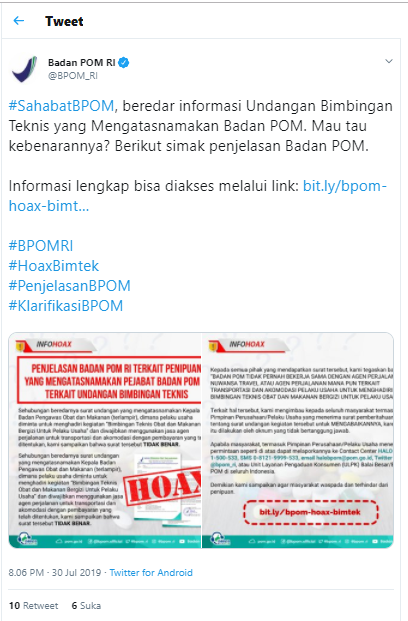 Tweet
Badan POM RI
@BPOM_RI
#SahabatBPOM, beredar informasi Undangan Bimbingan
Teknis yang Mengatasnamakan Badan POM. Mau tau
kebenarannya? Berikut simak penjelasan Badan POM.
Informasi lengkap bisa diakses melalui link: bit.ly/bpom-
hoax-bimt...
#BPOMRI
#HoaxBimtek
#PenjelasanBPOM
#KlarifikasiBPOM
INFOHOAX
PENJELASAN BADAN POM RI TERKAIT PENIPUAN
YANG MENGATASNAMAKAN PEJABAT BADAN POM
TERKAIT UNDANGAN BIMBINGAN TEKNIS
Sehubungan beredarnya surat undangan yang mengatasnamakan Kepala
Badan Pengawas Obat dan Makanan (terlampir), dimana pelaku usaha
diminta untuk menghadiri kegiatan "Bimbingan Teknis Obat dan Makanan
Bergizi Untuk Pelaku Usaha" dan diwajibkan menggunakan jasa agen
perjalanan untuk transportasi dan akomodasi dengan pembayaran yang te
ditentukan, kami sampaikan bahwa surat tersebut TIDAK BENAR.
Sehubungan beredarnya surat undangan
yang mengatasnamakan Kepala Badan
Pengawas Obat dan Makanan (terlampir),
dimana pelaku usaha diminta untuk
menghadiri kegiatan "Bimbingan Teknis
Obat dan Makanan Bergizi Untuk Pelaku
Usaha" dan diwajibkan menggunakan jasa
agen perjalanan untuk transportasi dan
akomodasi dengan pembayaran yang
telah ditentukan, kami sampaikan bahwa
surat tersebut TIDAK BENAR.
HOAX
INFOHOAX
Kepada semua pihak yang mendapatkan surat tersebut, kami tegaskan ba
"BADAN POM TIDAK PERNAH BEKERJA SAMA DENGAN AGEN PERJALAN
NUWANSA TRAVEL, ATAU AGEN PERJALANAN MANA PUN TERKAIT
TRANSPORTASI DAN AKOMODASI PELAKU USAHA UNTUK MENGHADIRI
BIMBINGAN TEKNIS OBAT DAN MAKANAN BERGIZI UNTUK PELAKU USA
Terkait hal tersebut, kami mengimbau kepada seluruh masyarakat termas
Pimpinan Perusahaan/Pelaku Usaha yang menerima surat pemberitahuan
tentang surat undangan kegiatan tersebut untuk MENGABAIKANNYA, kare
itu dilakukan oleh oknum yang tidak bertanggung jawab.
Apabila masyarakat, termasuk Pimpinan Perusahaan/Pelaku Usaha mene
permintaan seperti di atas dapat melaporkannya ke Contact Center HALO
1-500-533, SMS 0-8121-9999-533, email halobpom@pom.go.id, Twitter
@bpom_ri, atau Unit Layanan Pengaduan Konsumen (ULPK) Balai Besar/B
POM di seluruh Indonesia.
Demikian kami sampaikan agar masyarakat waspada dan terhindar dari
penipuan.
bit.ly/bpom-hoax-bimtek
8.06 PM · 30 Jul 2019 · Twitter for Android
10 Retweet 6 Suka